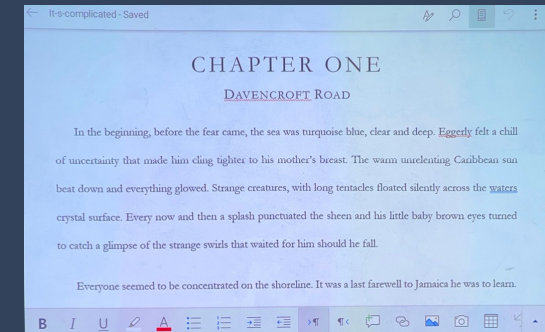 It-s-complicated - Saved
CHAPTER ONE
DAVENCROFT ROAD
In the beginning, before the fear came, the sea was turquoise blue, clear and deep. Eggerly felt a chill
of uncertainty that made him cling tighter to his mother's breast. The warm unrelenting Caribbean sun
beat down and everything glowed. Strange creatures, with long tentacles floated silently across the waters
crystal surface. Every now and then a splash punctuated the sheen and his little baby brown eyes turned
to catch a glimpse of the strange swirls that waited for him should he fall.
Everyone seemed to be concentrated on the shoreline. It was a last farewell to Jamaica he was to learn.
B I U A